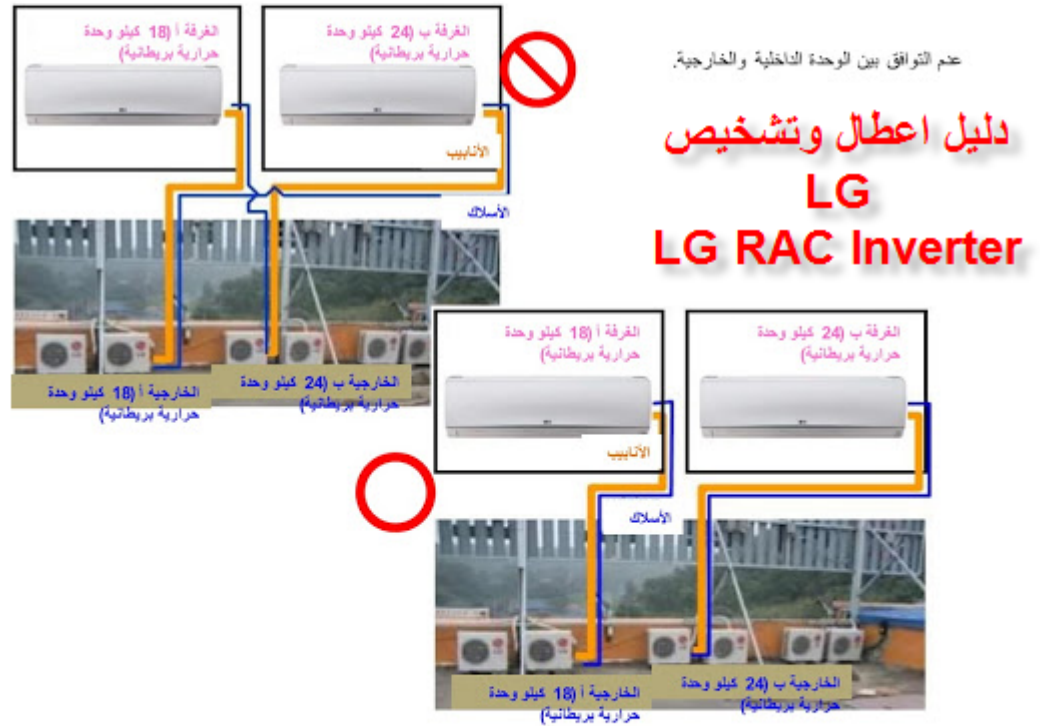 الغرفة أ (18 كيلو وحدة
حرارية بريطانية)
الغرفة ب (24 كيلو وحدة
حرارية بريطانية)
عدم التوافق بين الوحدة الداخلية والخارجية.
دليل اعطال وتشخيص
LG
LG RAC Inverter
الأنابيب
الأسلاك
الخارجية أ (18 كيلو وحدة
حرارية بريطانية)
الخارجية ب (24 كيلو وحدة
حرارية بريطانية)
الغرفة أ (18 كيلو وحدة
حرارية بريطانية)
الغرفة ب (24 كيلو وحدة
حرارية بريطانية)
الأنابيب
الأسلاك
الخارجية أ (18 كيلو وحدة
حرارية بريطانية)
الخارجية ب (24 كيلو وحدة
حرارية بريطانية)